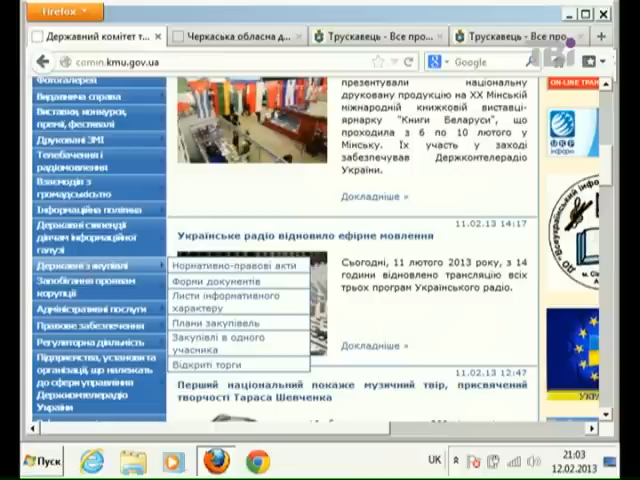 Firefox
Державний комітет т...
Черкаська обласна д...
Трускавець - Все про...
Трускавець - Все про...
comin.kmu.gov.ua
Google
Фотогалерея
Видавнича справа
Виставки, конкурси,
премії, фестивалі
Друковані ЗМІ
Телебачення і
радіомовлення
Взаємодія з
громадськістю
Інформаційна політика
Державні стипендії
діячам інформаційної
галузі
Державні закупівлі
Запобігання проявам
корупції
Адміністративні послуги
Правове забезпечення
Регуляторна діяльність
Підприємства, установи та
організації, що належать
до сфери управління
Держкомтелерадіо
України
Нормативно-правові акти
Форми документів
Листи інформативного
характеру
Плани закупівель
Закупівлі в одного
учасника
Відкриті торги
презентували національну
друковану продукцію на XX Мінській
міжнародній книжковій виставці-
ярмарку "Книги Беларуси", що
проходила з 6 по 10 лютого у
Мінську. Їх участь у заході
забезпечував Держкомтелерадіо
України.
Докладніше »
11.02.13 14:17
Українське радіо відновило ефірне мовлення
Сьогодні, 11 лютого 2013 року, з 14
години відновлено трансляцію всіх
трьох програм Українського радіо.
Докладніше »
11.02.13 12:47
Перший національний покаже музичний твір, присвячений
творчості Тараса Шевченка
ON-LINE ТРАН
Пуск
UK
21:03
12.02.2013